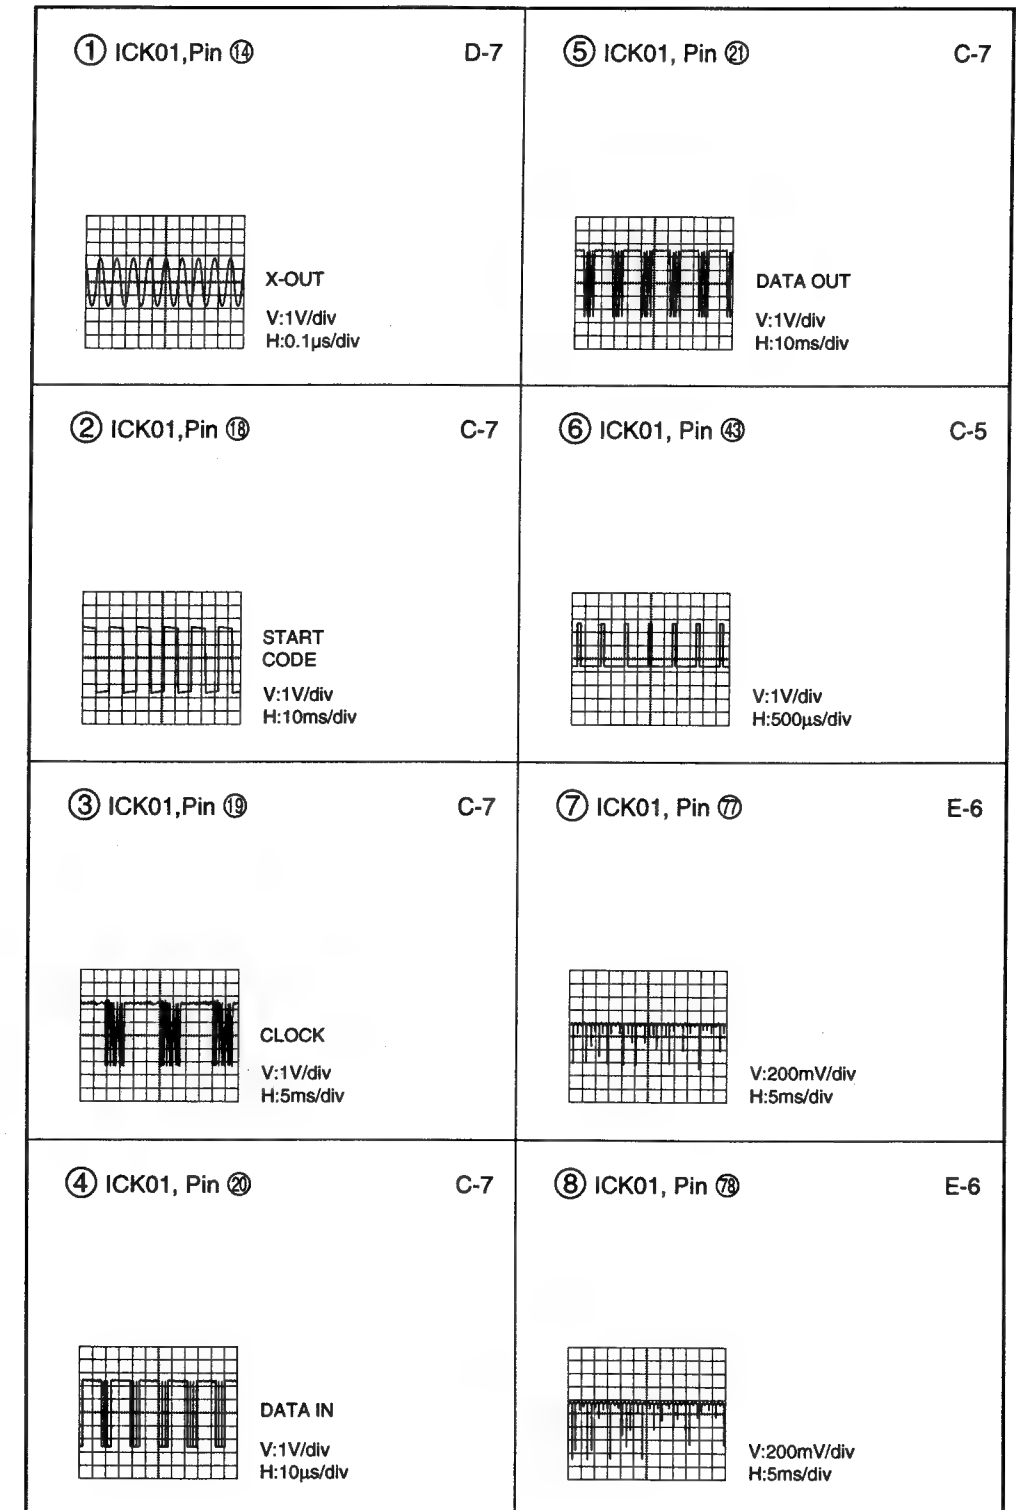 ① ICK01,Pin ⑭ D-7
X-OUT
V:1V/div
H:0.1µs/div
② ICK01,Pin ⑱ C-7
START
CODE
V:1V/div
H:10ms/div
③ ICK01,Pin ⑲ C-7
CLOCK
V:1V/div
H:5ms/div
④ ICK01, Pin ⑳ C-7
DATA IN
V:1V/div
H:10µs/div
⑤ ICK01, Pin ㉑ C-7
DATA OUT
V:1V/div
H:10ms/div
⑥ ICK01, Pin ㊸ C-5
V:1V/div
H:500µs/div
⑦ ICK01, Pin 77 E-6
V:200mV/div
H:5ms/div
⑧ ICK01, Pin 78 E-6
V:200mV/div
H:5ms/div